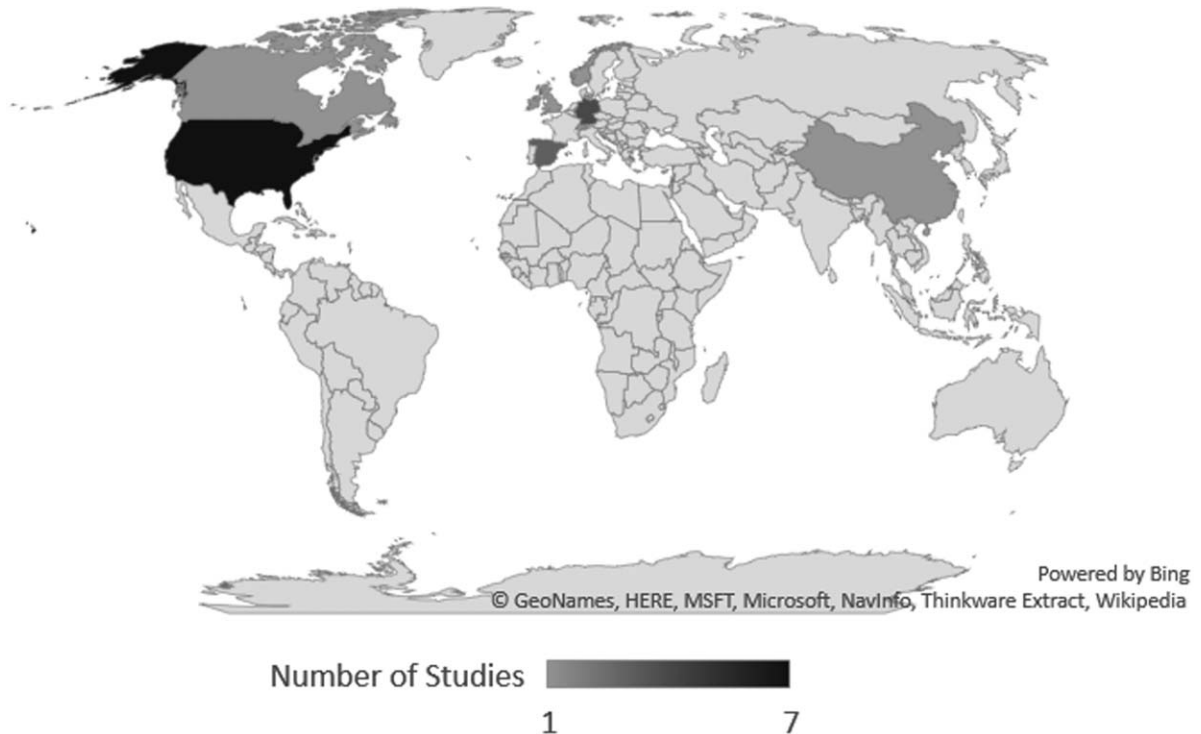 Powered by Bing
© GeoNames, HERE, MSFT, Microsoft, NavInfo, Thinkware Extract, Wikipedia
Number of Studies
1 7